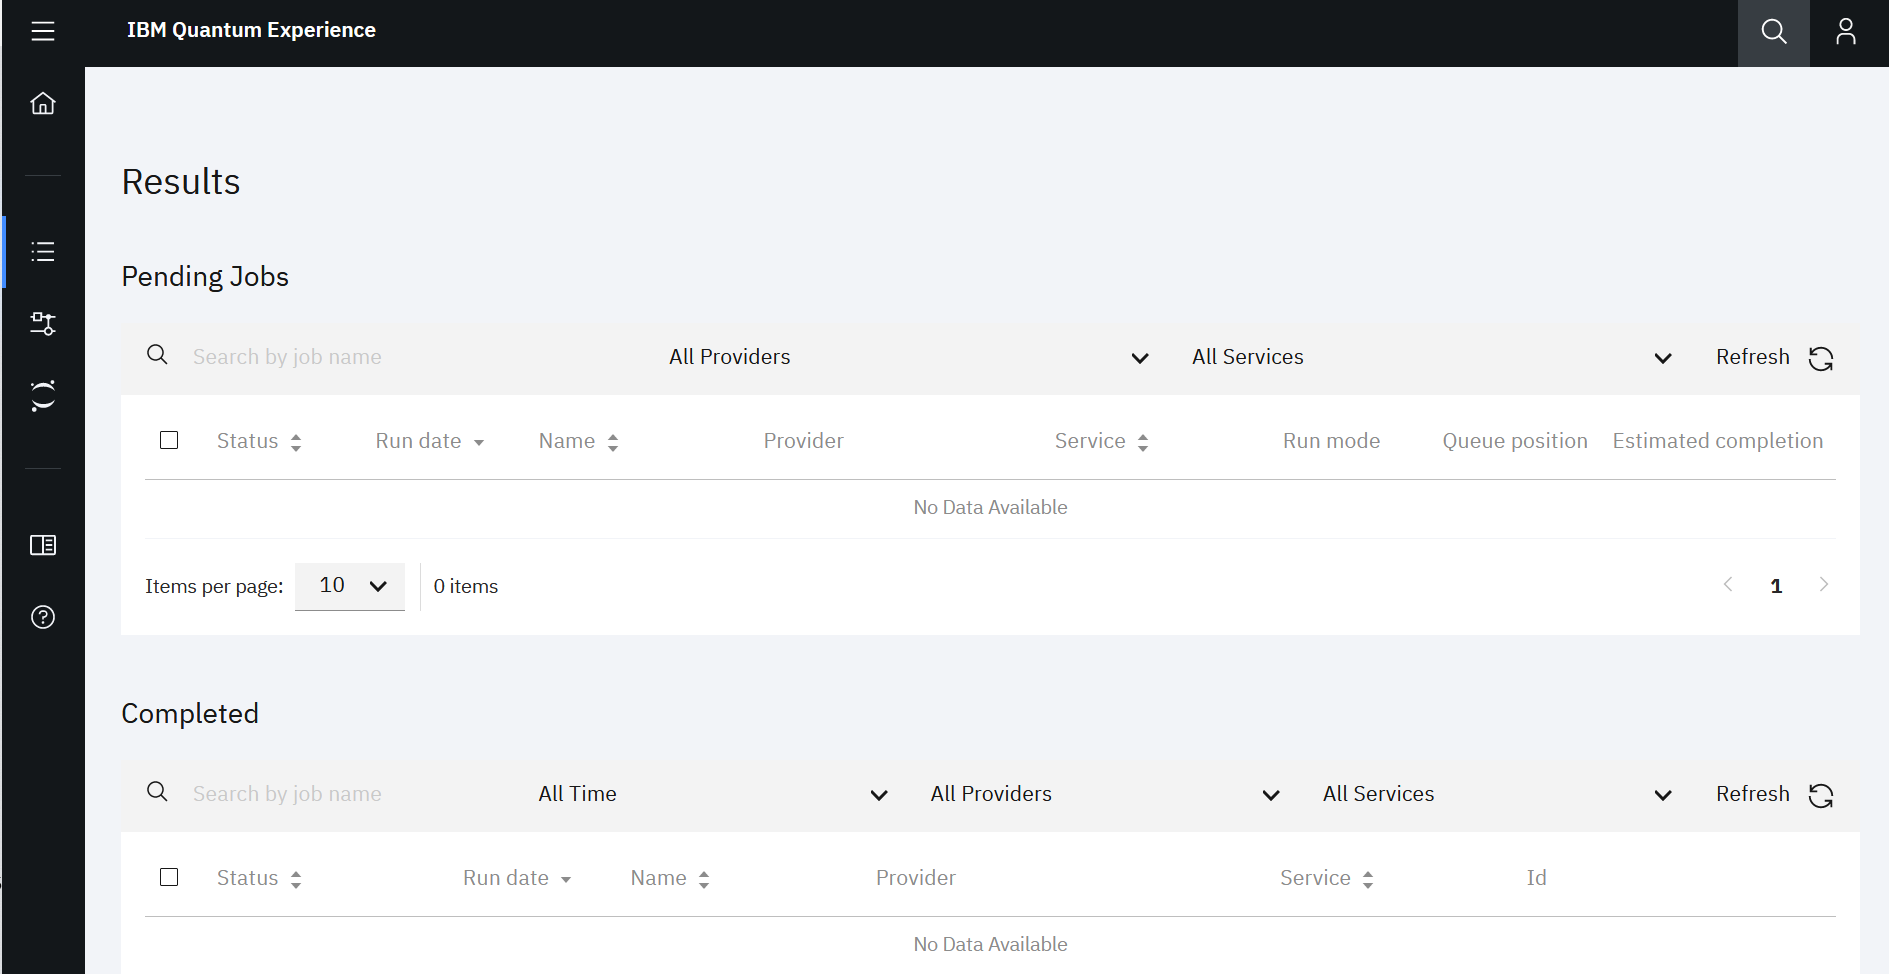 IBM Quantum Experience
Results
Pending Jobs
Search by job name All Providers All Services Refresh
Status Run date Name Provider Service Run mode Queue position Estimated completion
No Data Available
Items per page: 10 0 items 1
Completed
Search by job name All Time All Providers All Services Refresh
Status Run date Name Provider Service Id
No Data Available